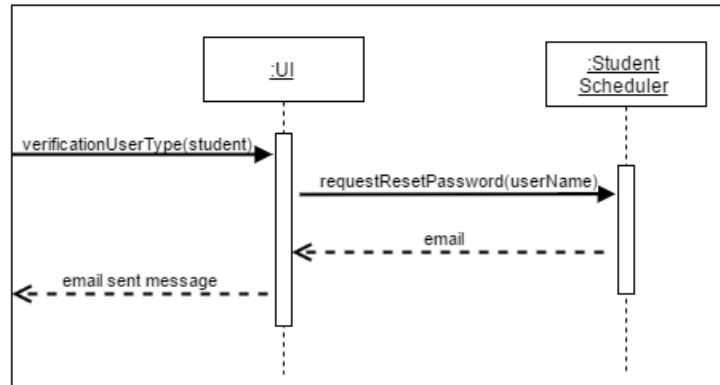 :UI
:Student
Scheduler
verificationUserType(student)
requestResetPassword(userName)
email
email sent message